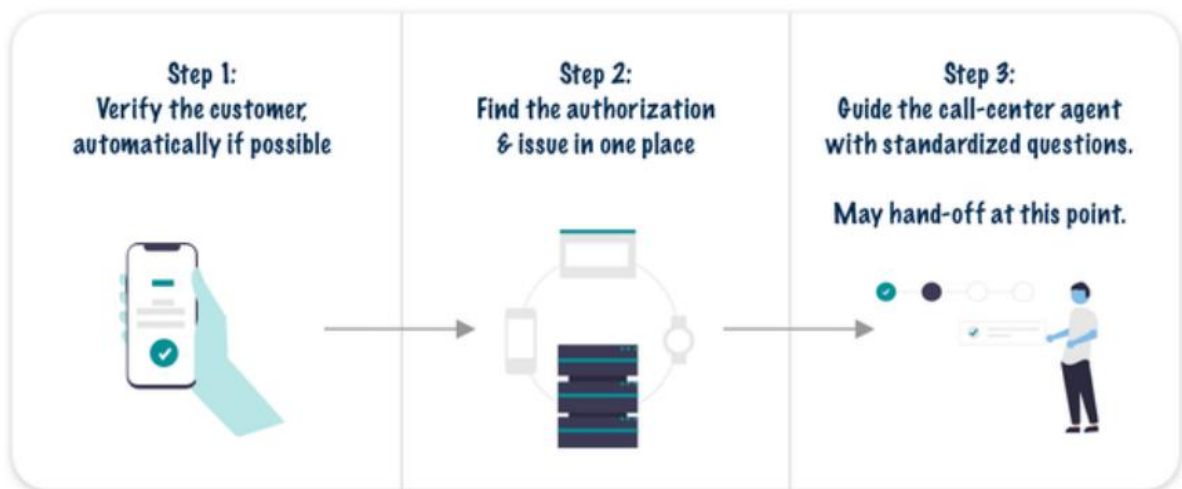 Step 1:
Verify the customer,
automatically if possible
Step 2:
Find the authorization
& issue in one place
Step 3:
Guide the call-center agent
with standardized questions.
May hand-off at this point.